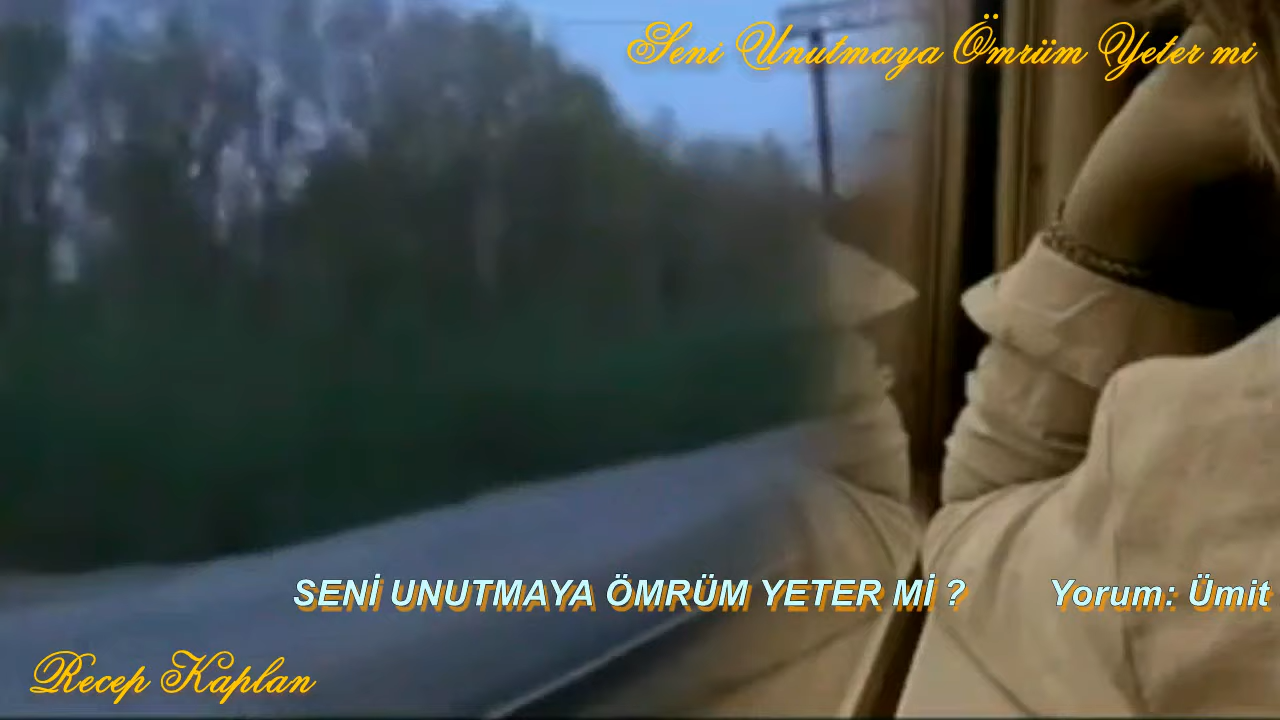 Seni Unutmaya Ömrüm Yeter mi
SENİ UNUTMAYA ÖMRÜM YETER Mİ ? Yorum: Ümit
Recep Kaplan